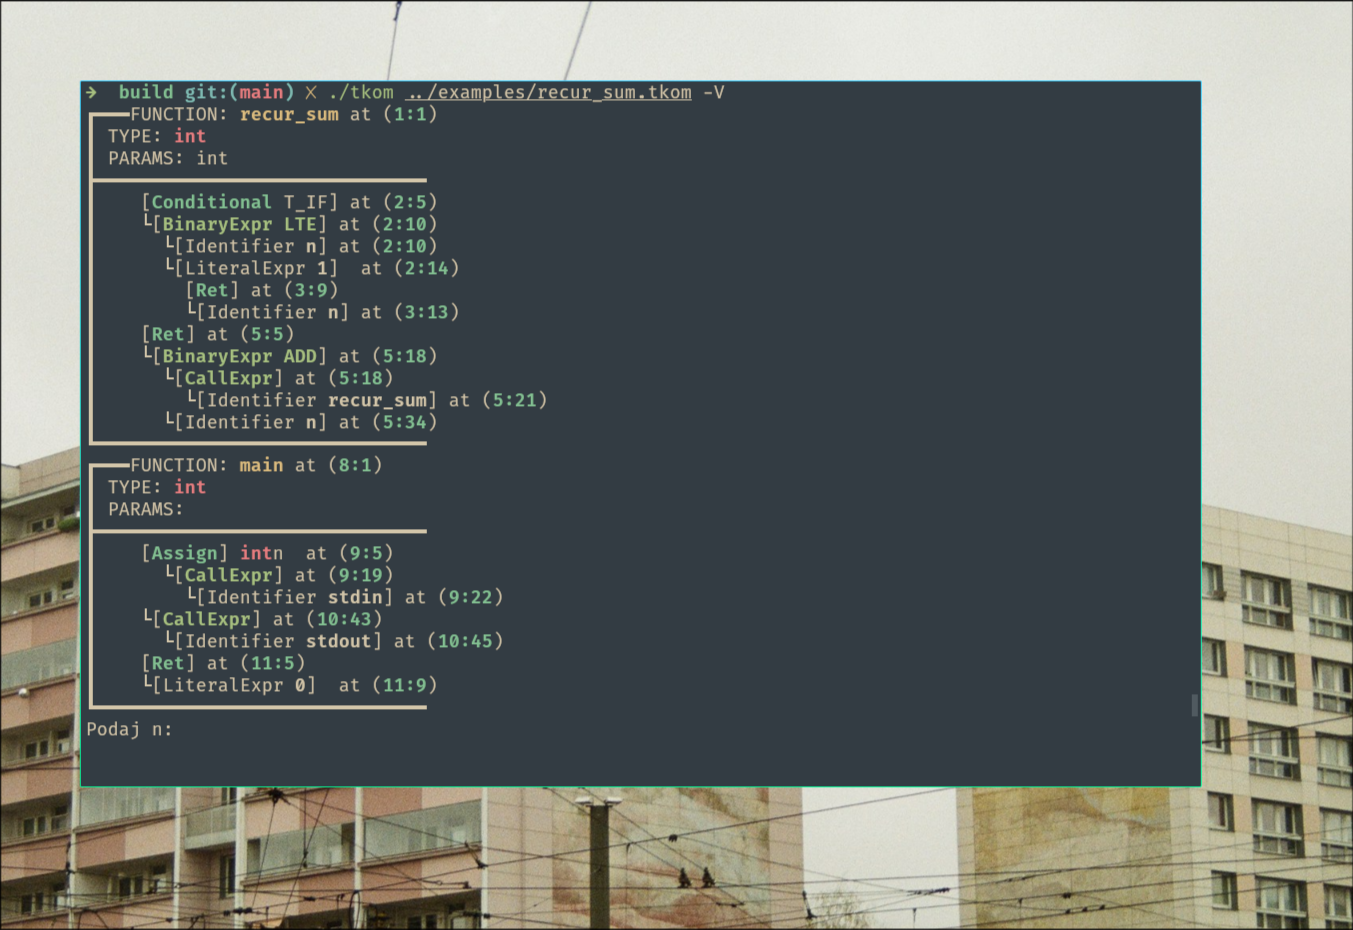 → build git:(main) ✗ ./tkom ../examples/recur_sum.tkom -V
FUNCTION: recur_sum at (1:1)
TYPE: int
PARAMS: int
[Conditional T_IF] at (2:5)
└[BinaryExpr LTE] at (2:10)
└[Identifier n] at (2:10)
└[LiteralExpr 1]  at (2:14)
[Ret] at (3:9)
└[Identifier n] at (3:13)
[Ret] at (5:5)
└[BinaryExpr ADD] at (5:18)
└[CallExpr] at (5:18)
└[Identifier recur_sum] at (5:21)
└[Identifier n] at (5:34)
FUNCTION: main at (8:1)
TYPE: int
PARAMS:
[Assign] intn  at (9:5)
└[CallExpr] at (9:19)
└[Identifier stdin] at (9:22)
└[CallExpr] at (10:43)
└[Identifier stdout] at (10:45)
[Ret] at (11:5)
└[LiteralExpr 0]  at (11:9)
Podaj n: